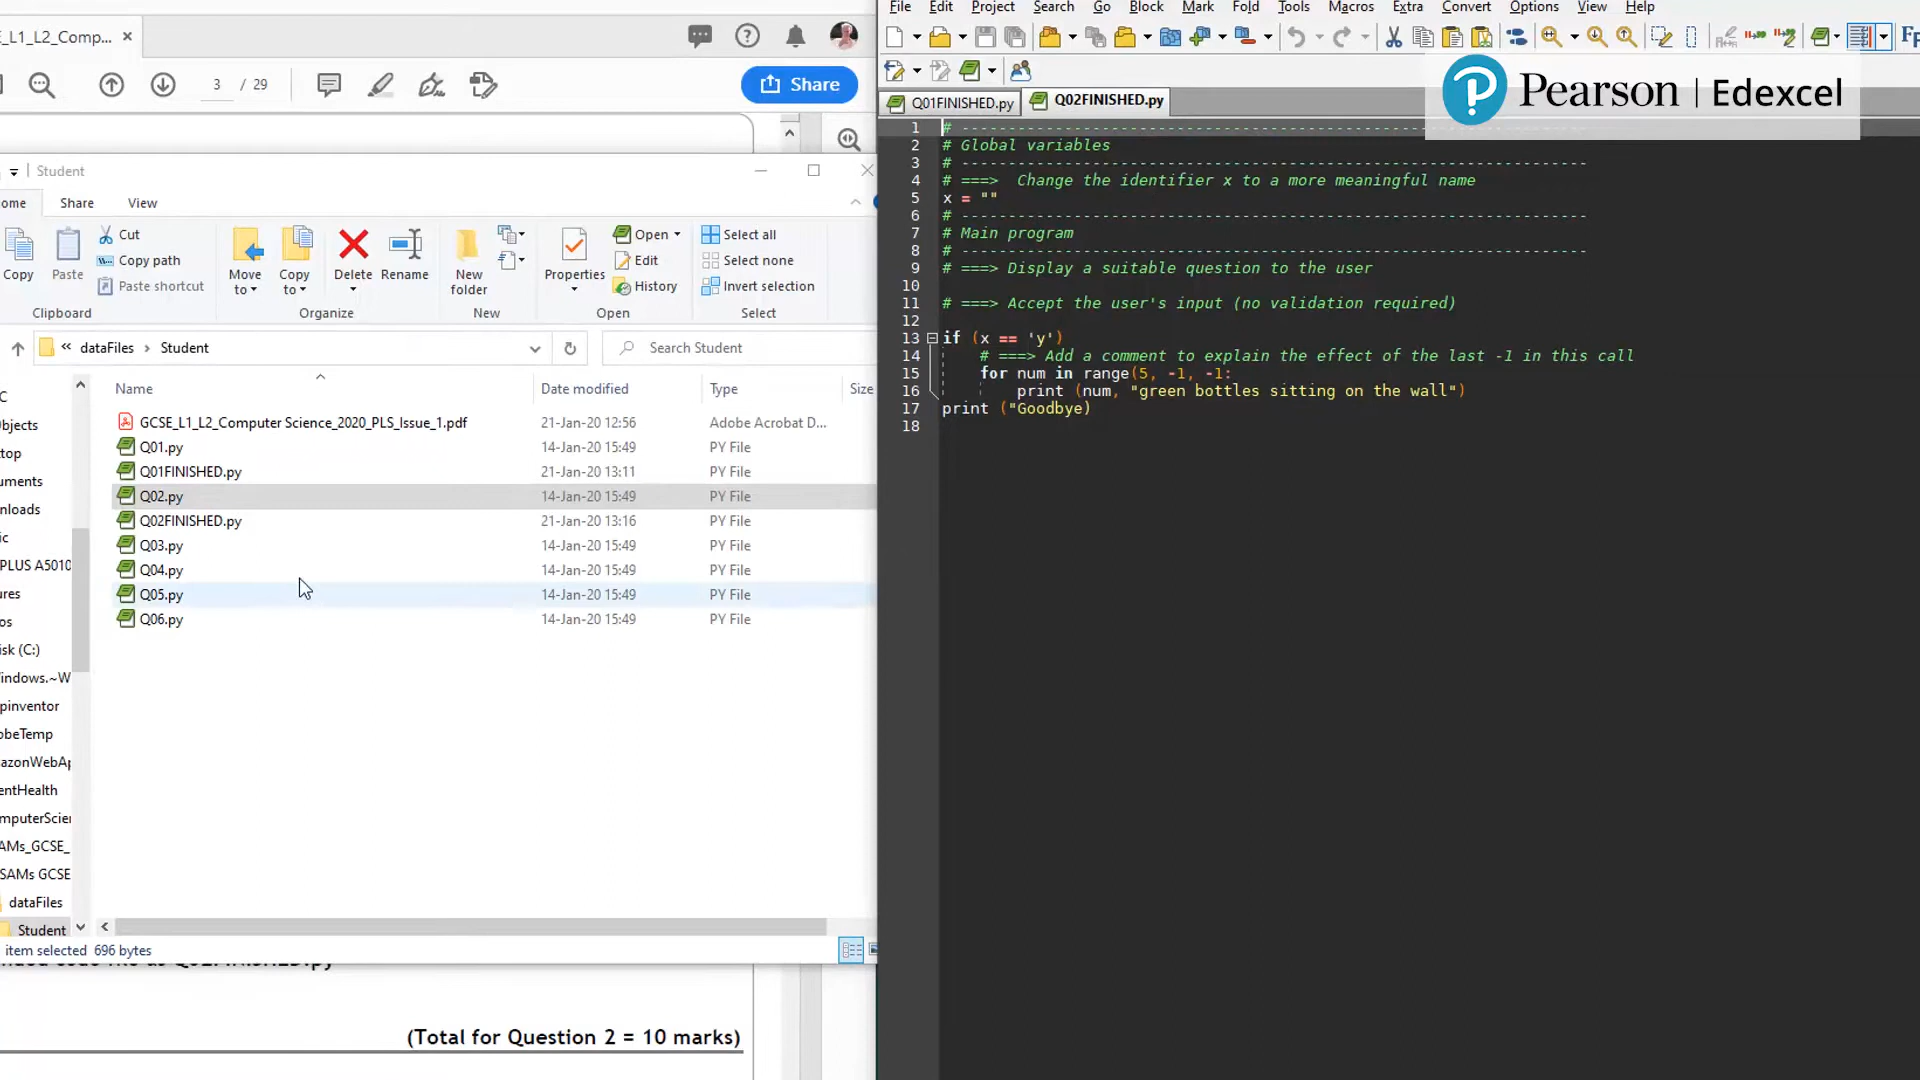 _L1_L2_Comp...
3 / 29
Share
Student
Share View
Copy
Paste
Cut
Copy path
Paste shortcut
Clipboard
Move to
Copy to
Delete
Rename
Organize
New folder
New
Properties
Open
Edit
History
Open
Select all
Select none
Invert selection
Select
« dataFiles › Student
Search Student
Name Date modified Type Size
GCSE_L1_L2_Computer Science_2020_PLS_Issue_1.pdf 21-Jan-20 12:56 Adobe Acrobat D...
Q01.py 14-Jan-20 15:49 PY File
Q01FINISHED.py 21-Jan-20 13:11 PY File
Q02.py 14-Jan-20 15:49 PY File
Q02FINISHED.py 21-Jan-20 13:16 PY File
Q03.py 14-Jan-20 15:49 PY File
Q04.py 14-Jan-20 15:49 PY File
Q05.py 14-Jan-20 15:49 PY File
Q06.py 14-Jan-20 15:49 PY File
bjects
top
uments
nloads
ic
PLUS A5010
ures
os
isk (C:)
indows.~W
pinventor
obeTemp
azonWebAp
entHealth
omputerScien
AMs_GCSE_
SAMs GCSE
dataFiles
Student
item selected 696 bytes
(Total for Question 2 = 10 marks)
File Edit Project Search Go Block Mark Fold Tools Macros Extra Convert Options View Help
Pearson | Edexcel
Q01FINISHED.py Q02FINISHED.py
1 # -------------------------------------------------------------------
2 # Global variables
3 # -------------------------------------------------------------------
4 # ===>  Change the identifier x to a more meaningful name
5 x = ""
6 # -------------------------------------------------------------------
7 # Main program
8 # -------------------------------------------------------------------
9 # ===> Display a suitable question to the user
10
11 # ===> Accept the user's input (no validation required)
12
13 if (x == 'y')
14     # ===> Add a comment to explain the effect of the last -1 in this call
15     for num in range(5, -1, -1:
16         print (num, "green bottles sitting on the wall")
17 print ("Goodbye)
18